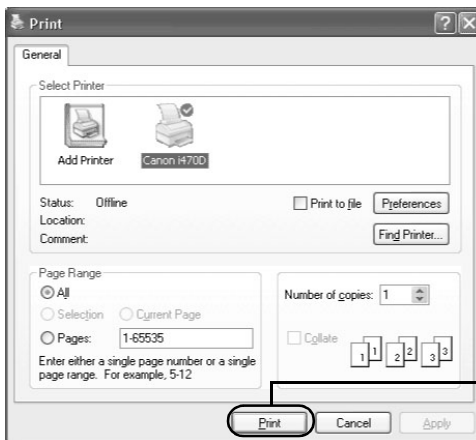 Print
General
Select Printer
Add Printer
Canon i470D
Status: Offline
Location:
Comment:
Print to file
Preferences
Find Printer...
Page Range
All
Selection
Current Page
Pages: 1-65535
Enter either a single page number or a single
page range. For example, 5-12
Number of copies: 1
Collate
1 1 2 2 3 3
Print
Cancel
Apply